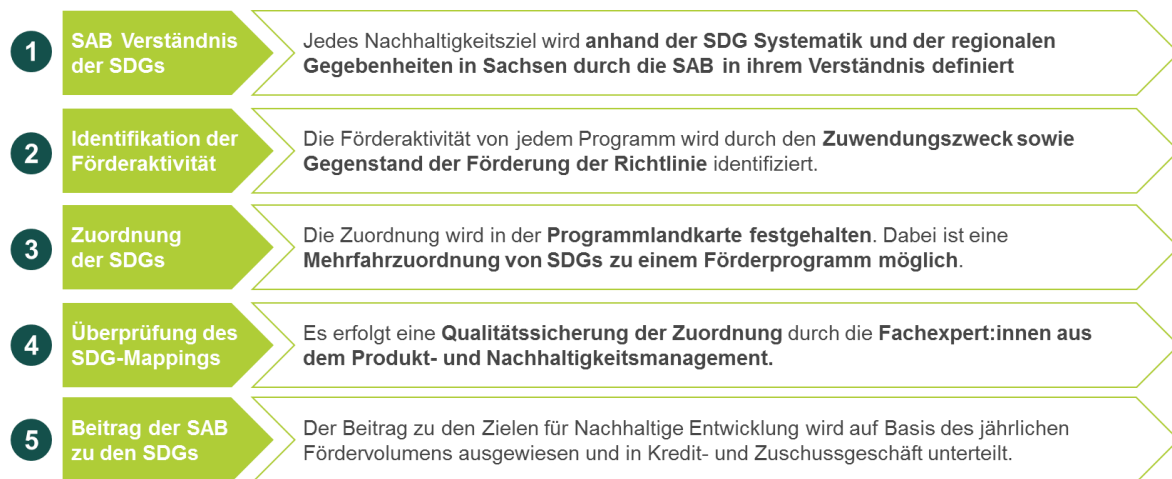 1
SAB Verständnis
der SDGs
Jedes Nachhaltigkeitsziel wird anhand der SDG Systematik und der regionalen
Gegebenheiten in Sachsen durch die SAB in ihrem Verständnis definiert
2
Identifikation der
Förderaktivität
Die Förderaktivität von jedem Programm wird durch den Zuwendungszweck sowie
Gegenstand der Förderung der Richtlinie identifiziert.
3
Zuordnung
der SDGs
Die Zuordnung wird in der Programmlandkarte festgehalten. Dabei ist eine
Mehrfahrzuordnung von SDGs zu einem Förderprogramm möglich.
4
Überprüfung des
SDG-Mappings
Es erfolgt eine Qualitätssicherung der Zuordnung durch die Fachexpert:innen aus
dem Produkt- und Nachhaltigkeitsmanagement.
5
Beitrag der SAB
zu den SDGs
Der Beitrag zu den Zielen für Nachhaltige Entwicklung wird auf Basis des jährlichen
Fördervolumens ausgewiesen und in Kredit- und Zuschussgeschäft unterteilt.